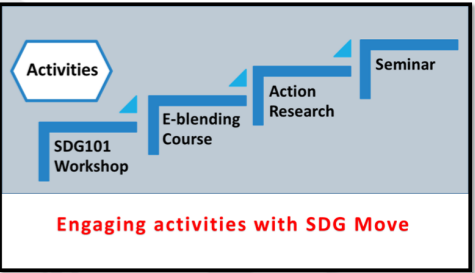 Activities
SDG101
Workshop
E-blending
Course
Action
Research
Seminar
Engaging activities with SDG Move